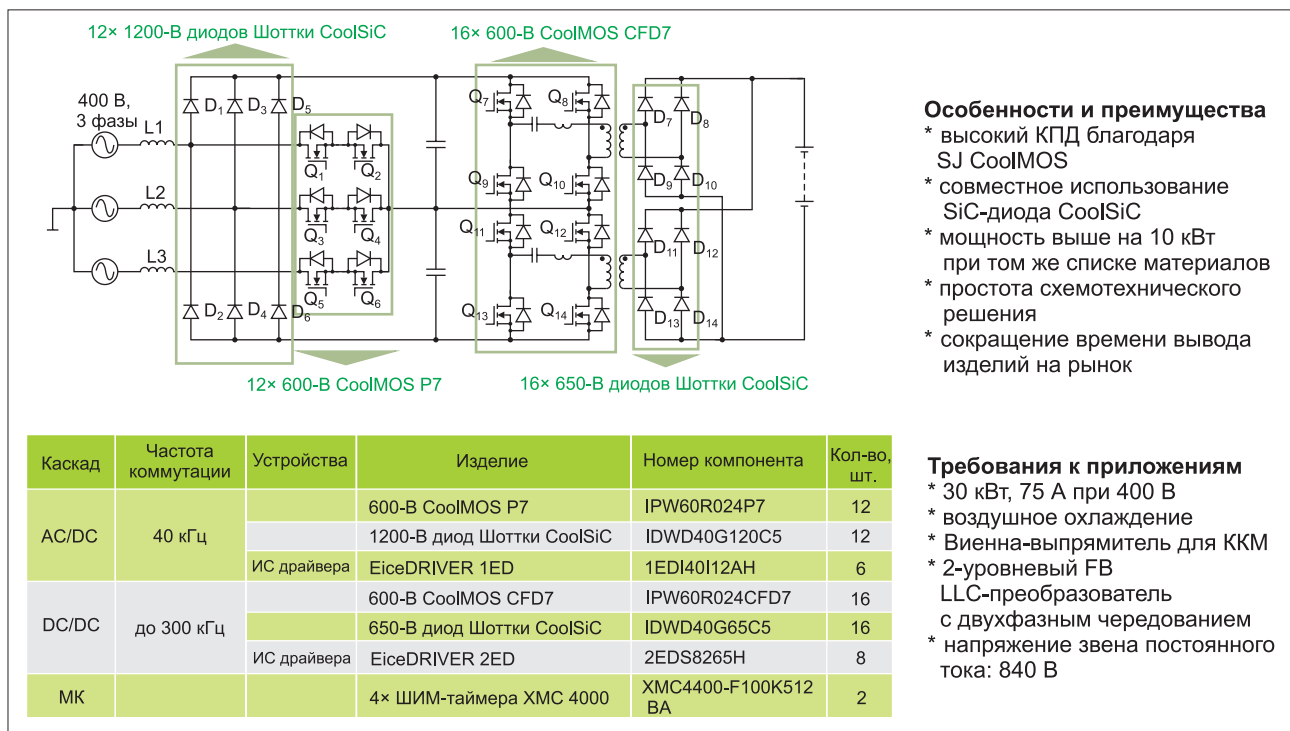 12× 1200-В диодов Шоттки CoolSiC
16× 600-В CoolMOS CFD7
400 В,
3 фазы
L1
L2
L3
D1
D3
D5
D2
D4
D6
Q1
Q2
Q3
Q4
Q5
Q6
Q7
Q8
Q9
Q10
Q11
Q12
Q13
Q14
D7
D8
D9
D10
D11
D12
D13
D14
12× 600-В CoolMOS P7
16× 650-В диодов Шоттки CoolSiC
Особенности и преимущества
* высокий КПД благодаря
SJ CoolMOS
* совместное использование
SiC-диода CoolSiC
* мощность выше на 10 кВт
при том же списке материалов
* простота схемотехнического
решения
* сокращение времени вывода
изделий на рынок
Каскад
Частота
коммутации
Устройства
Изделие
Номер компонента
Кол-во,
шт.
AC/DC
40 кГц
600-В CoolMOS P7
IPW60R024P7
12
1200-В диод Шоттки CoolSiC
IDWD40G120C5
12
ИС драйвера
EiceDRIVER 1ED
1EDI40I12AH
6
DC/DC
до 300 кГц
600-В CoolMOS CFD7
IPW60R024CFD7
16
650-В диод Шоттки CoolSiC
IDWD40G65C5
16
ИС драйвера
EiceDRIVER 2ED
2EDS8265H
8
МК
4× ШИМ-таймера XMC 4000
XMC4400-F100K512
BA
2
Требования к приложениям
* 30 кВт, 75 А при 400 В
* воздушное охлаждение
* Виенна-выпрямитель для ККМ
* 2-уровневый FB
LLC-преобразователь
с двухфазным чередованием
* напряжение звена постоянного
тока: 840 В